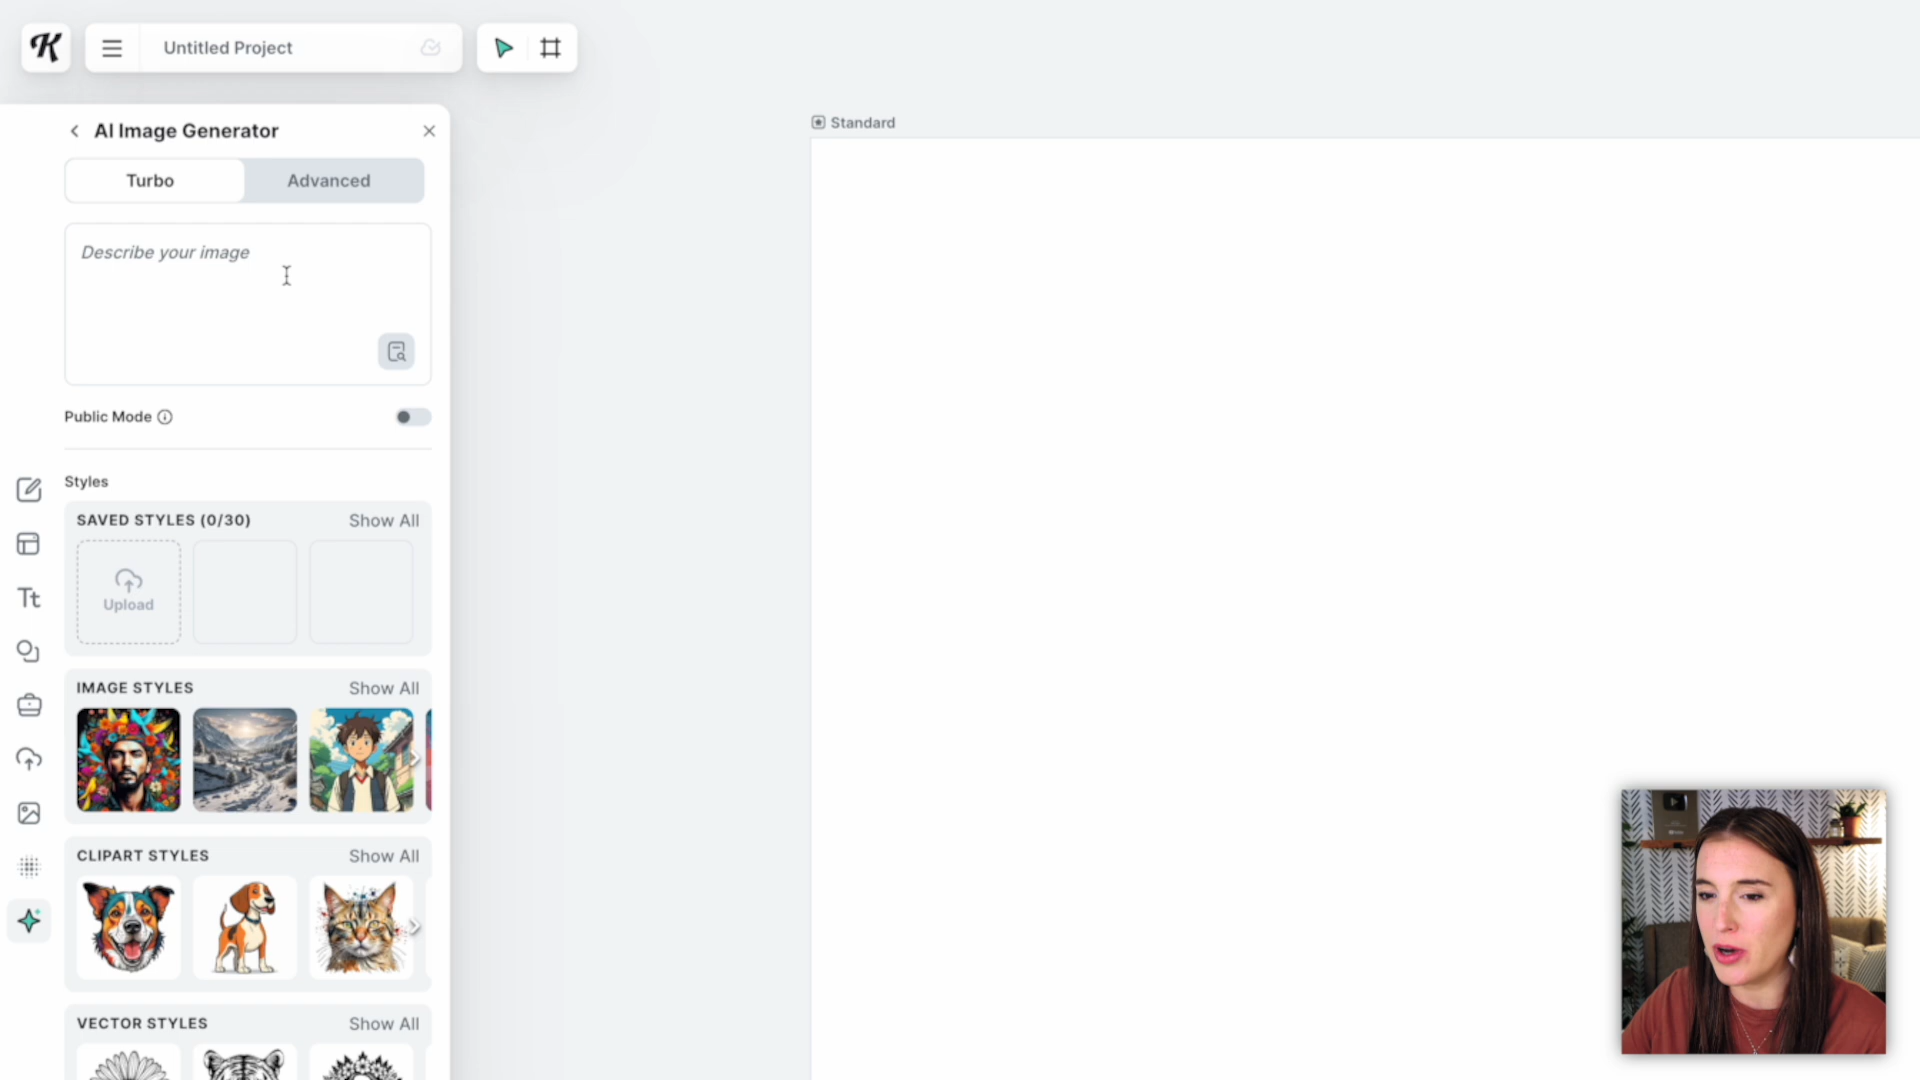 K
Untitled Project
AI Image Generator
Turbo
Advanced
Describe your image
Public Mode
Styles
SAVED STYLES (0/30)
Show All
Upload
IMAGE STYLES
Show All
CLIPART STYLES
Show All
VECTOR STYLES
Show All
Tt
Standard